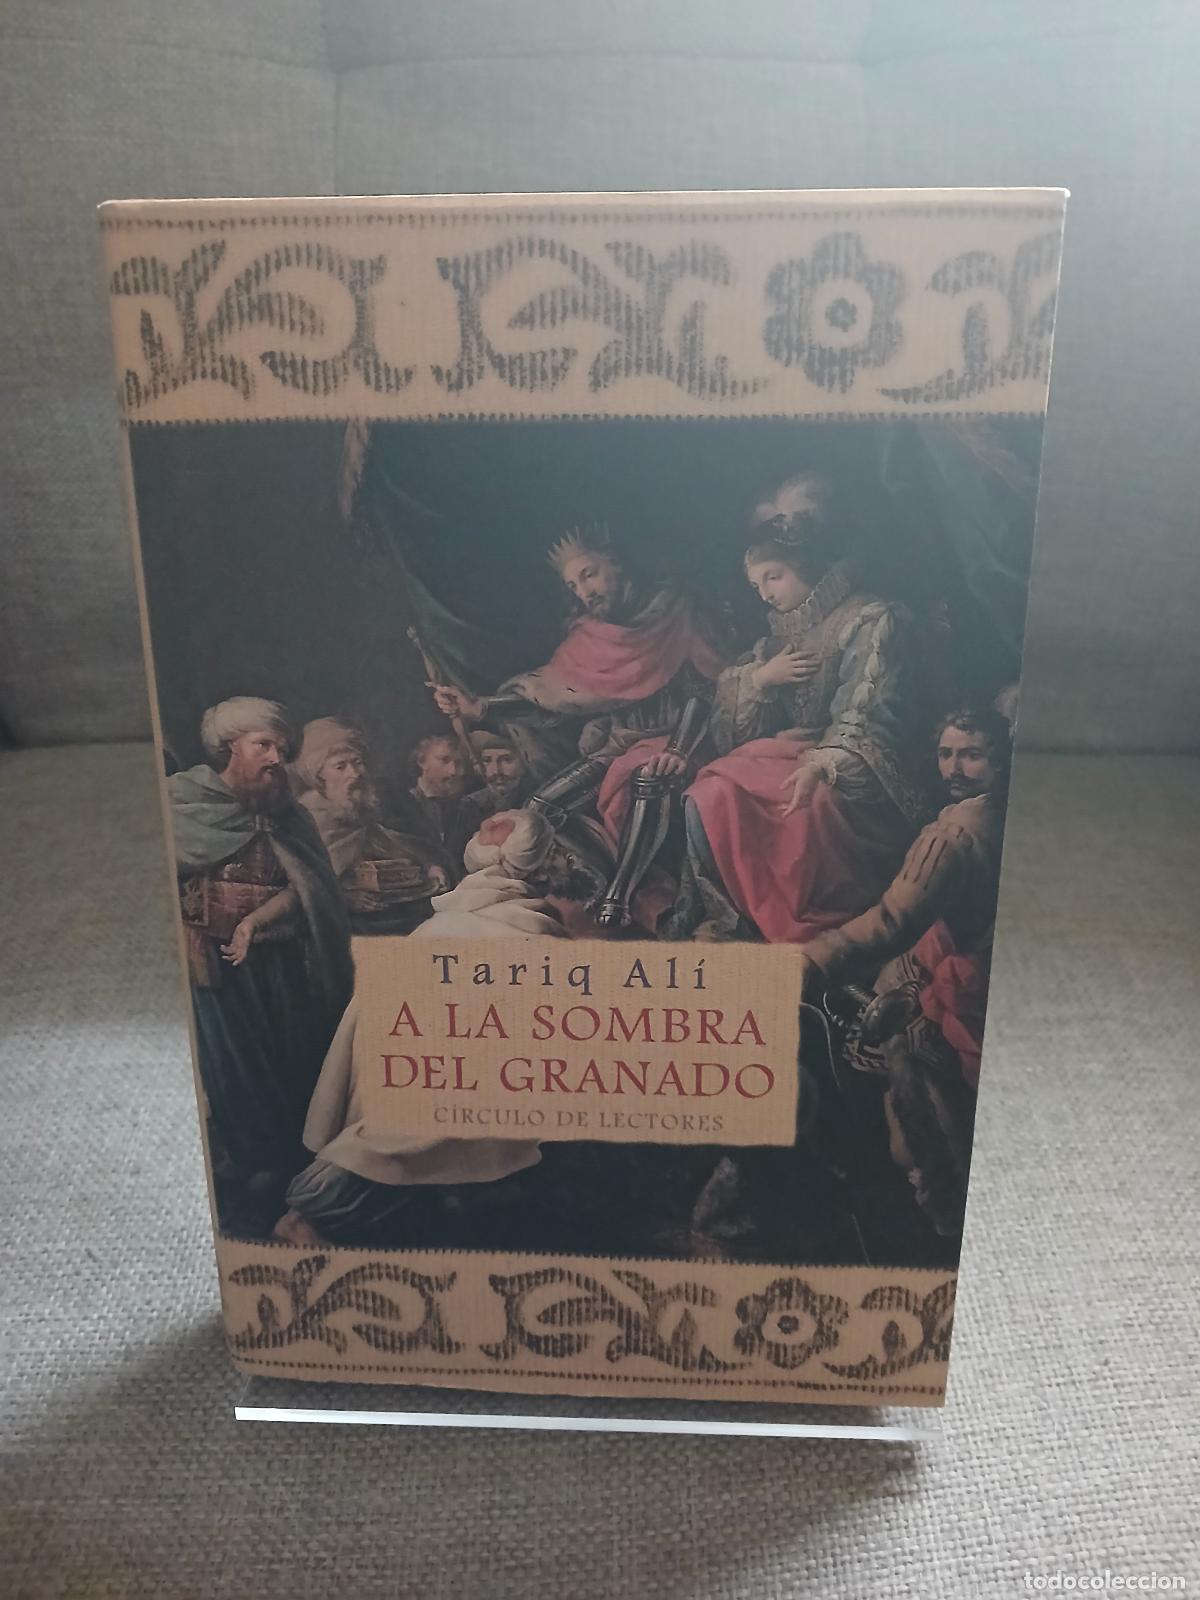 Tariq Alí
A LA SOMBRA
DEL GRANADO
CÍRCULO DE LECTORES
todocoleccion